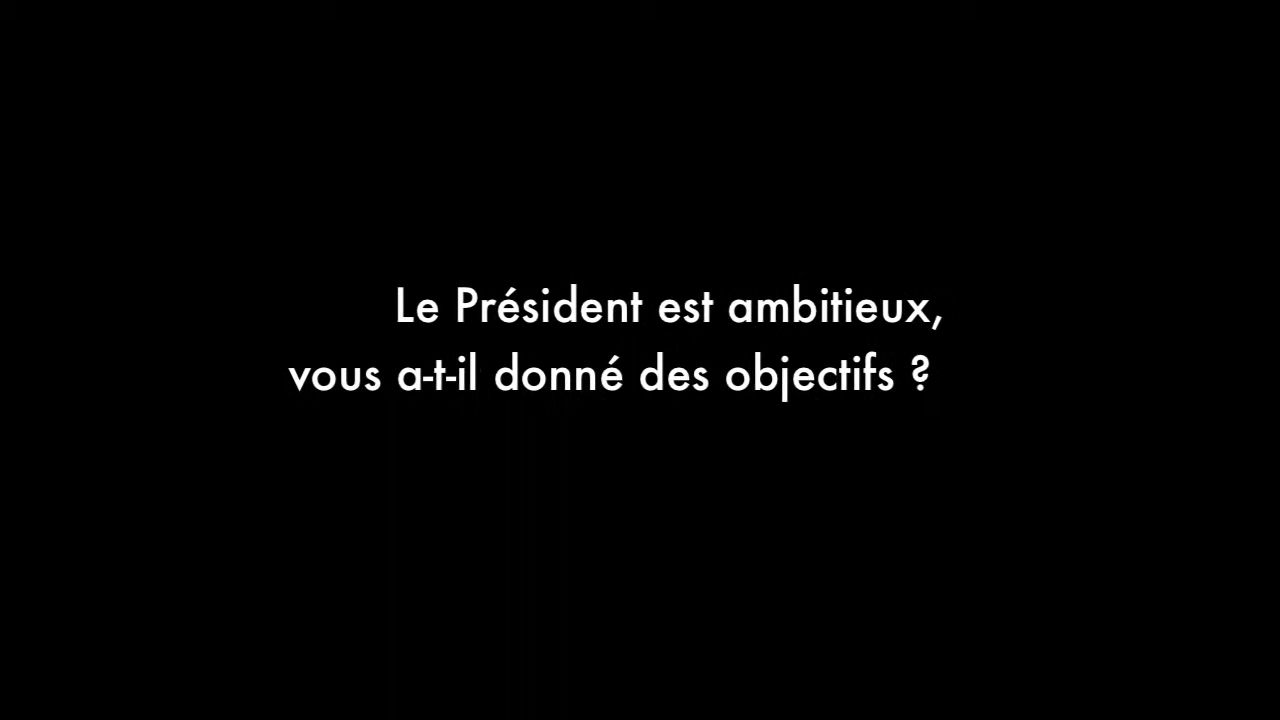 Le Président est ambitieux,
vous a-t-il donné des objectifs ?